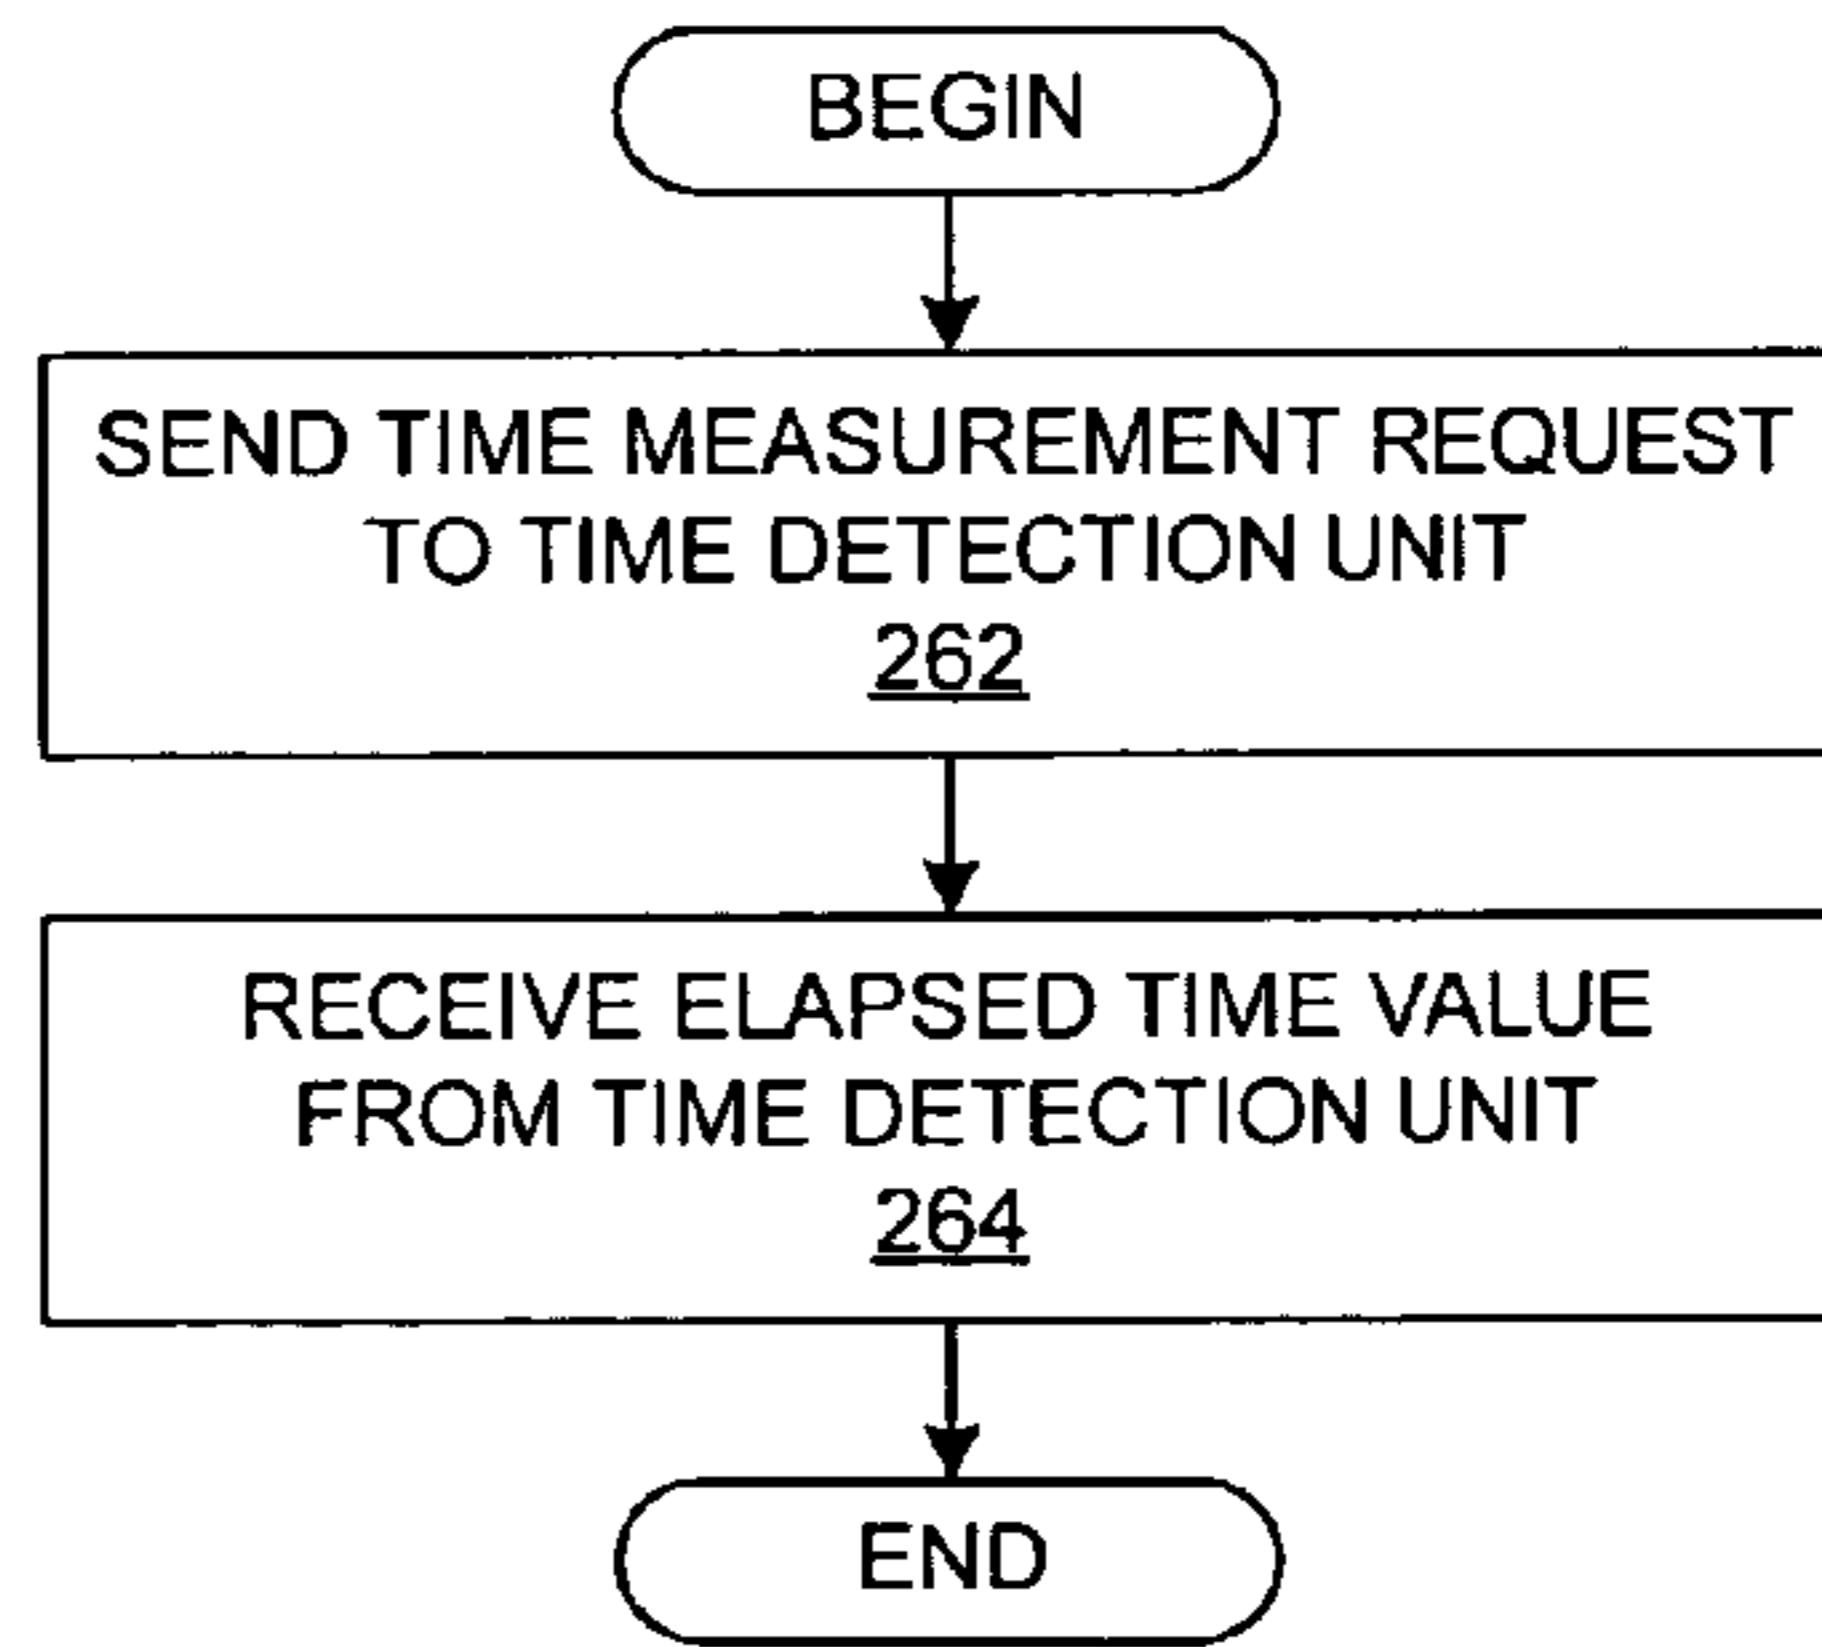 BEGIN
SEND TIME MEASUREMENT REQUEST
TO TIME DETECTION UNIT
262
RECEIVE ELAPSED TIME VALUE
FROM TIME DETECTION UNIT
264
END